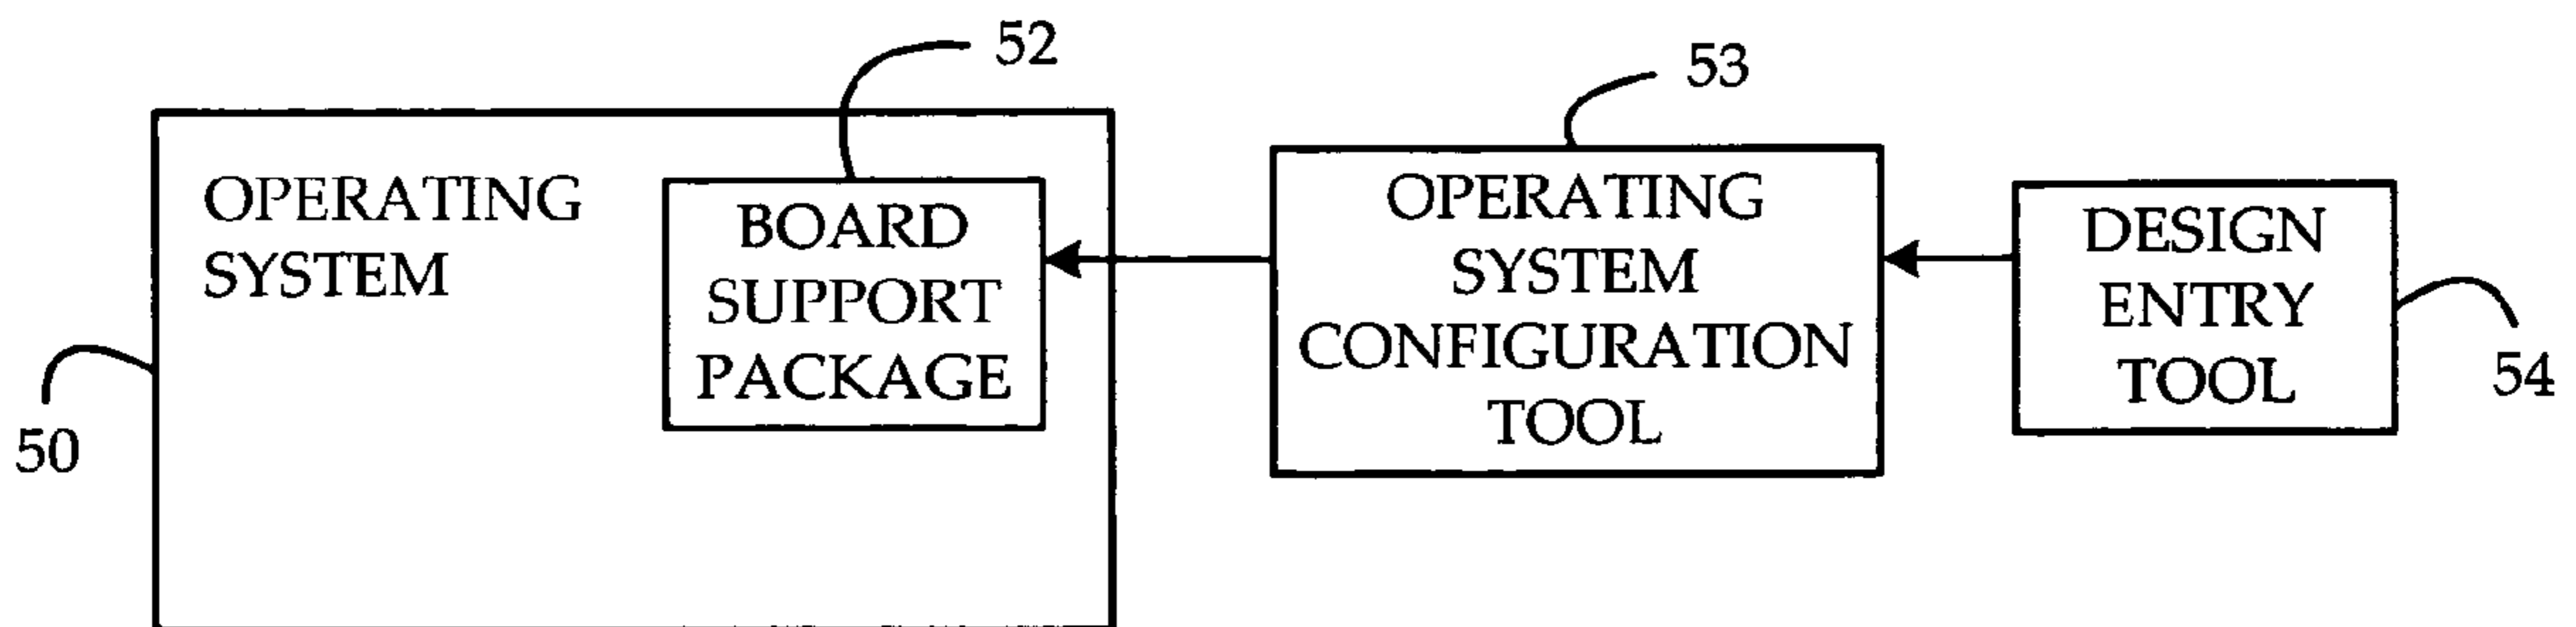 52
53
OPERATING
SYSTEM
BOARD
SUPPORT
PACKAGE
OPERATING
SYSTEM
CONFIGURATION
TOOL
DESIGN
ENTRY
TOOL
50
54